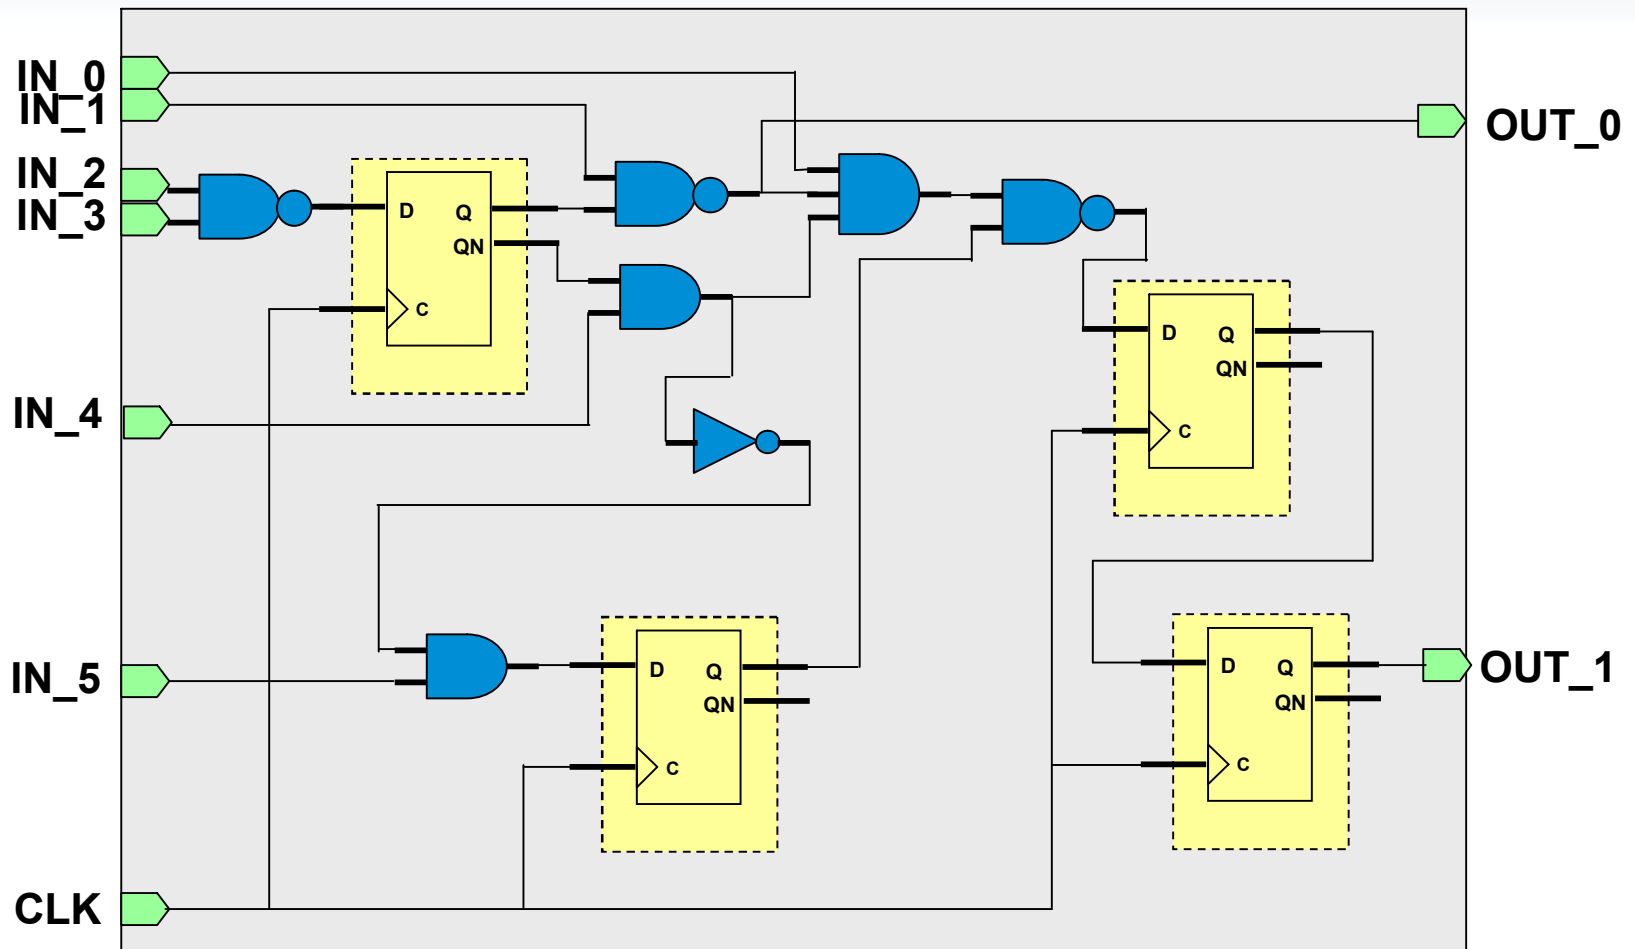 IN_0
IN_1
OUT_0
IN_2
IN_3
D
Q
QN
C
D
Q
QN
C
IN_4
IN_5
D
Q
QN
C
D
Q
QN
C
OUT_1
CLK